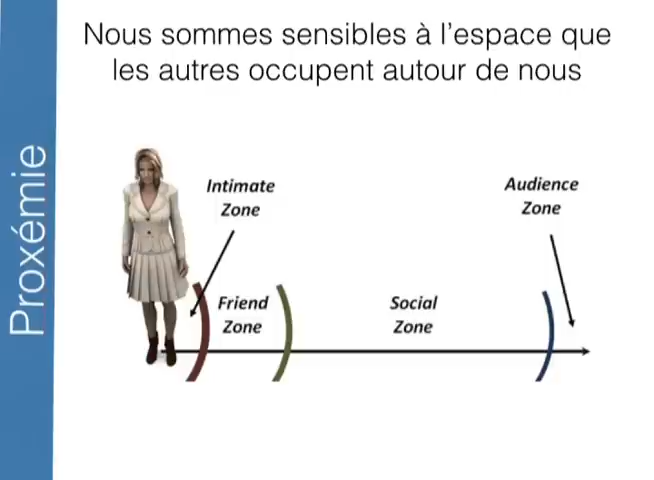 Nous sommes sensibles à l’espace que
les autres occupent autour de nous
Proxémie
Intimate
Zone
Audience
Zone
Friend
Zone
Social
Zone